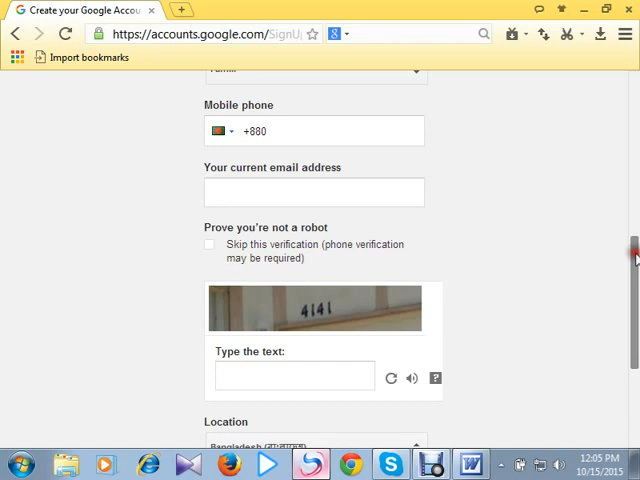 Create your Google Accou
https://accounts.google.com/SignU
Import bookmarks
Mobile phone
+880
Your current email address
Prove you're not a robot
Skip this verification (phone verification
may be required)
4141
Type the text:
Location
Bangladesh (বাংলাদেশ)
12:05 PM
10/15/2015